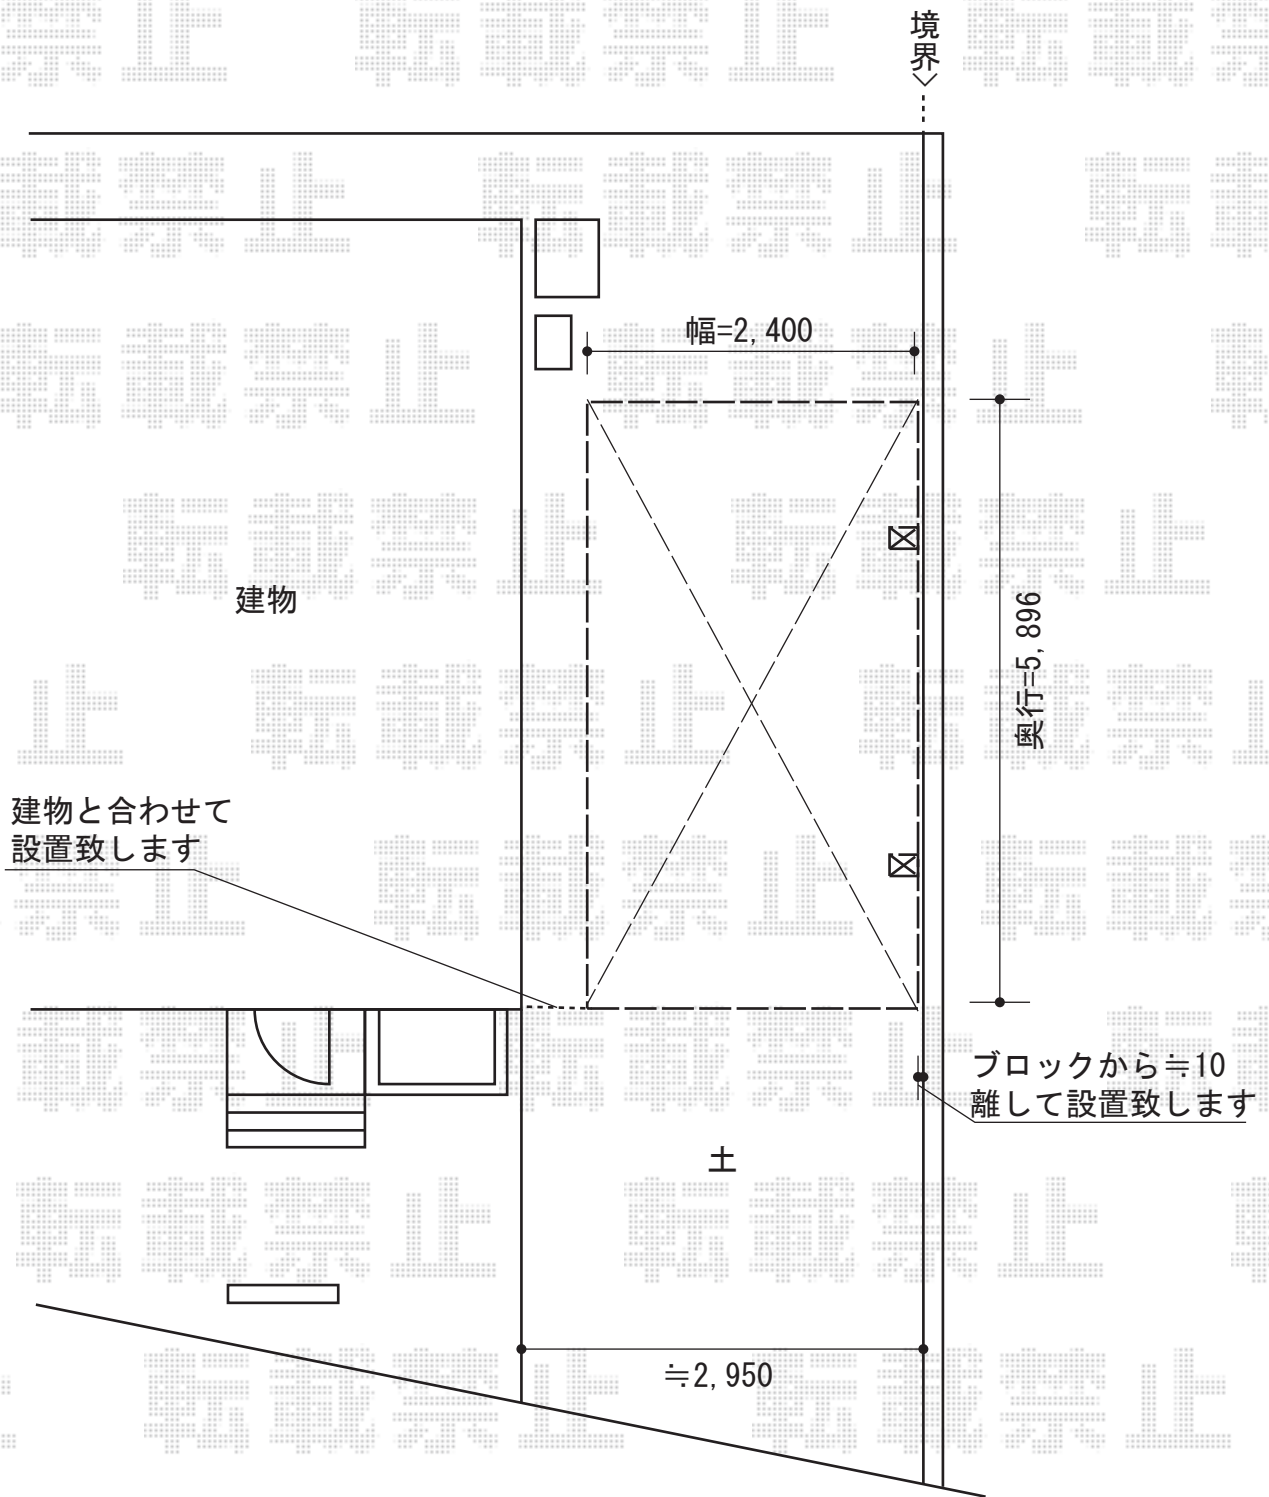 境界
幅=2,400
奥行=5,896
建物
建物と合わせて
設置致します
ブロックから≒10
離して設置致します
土
≒2,950
転載禁止